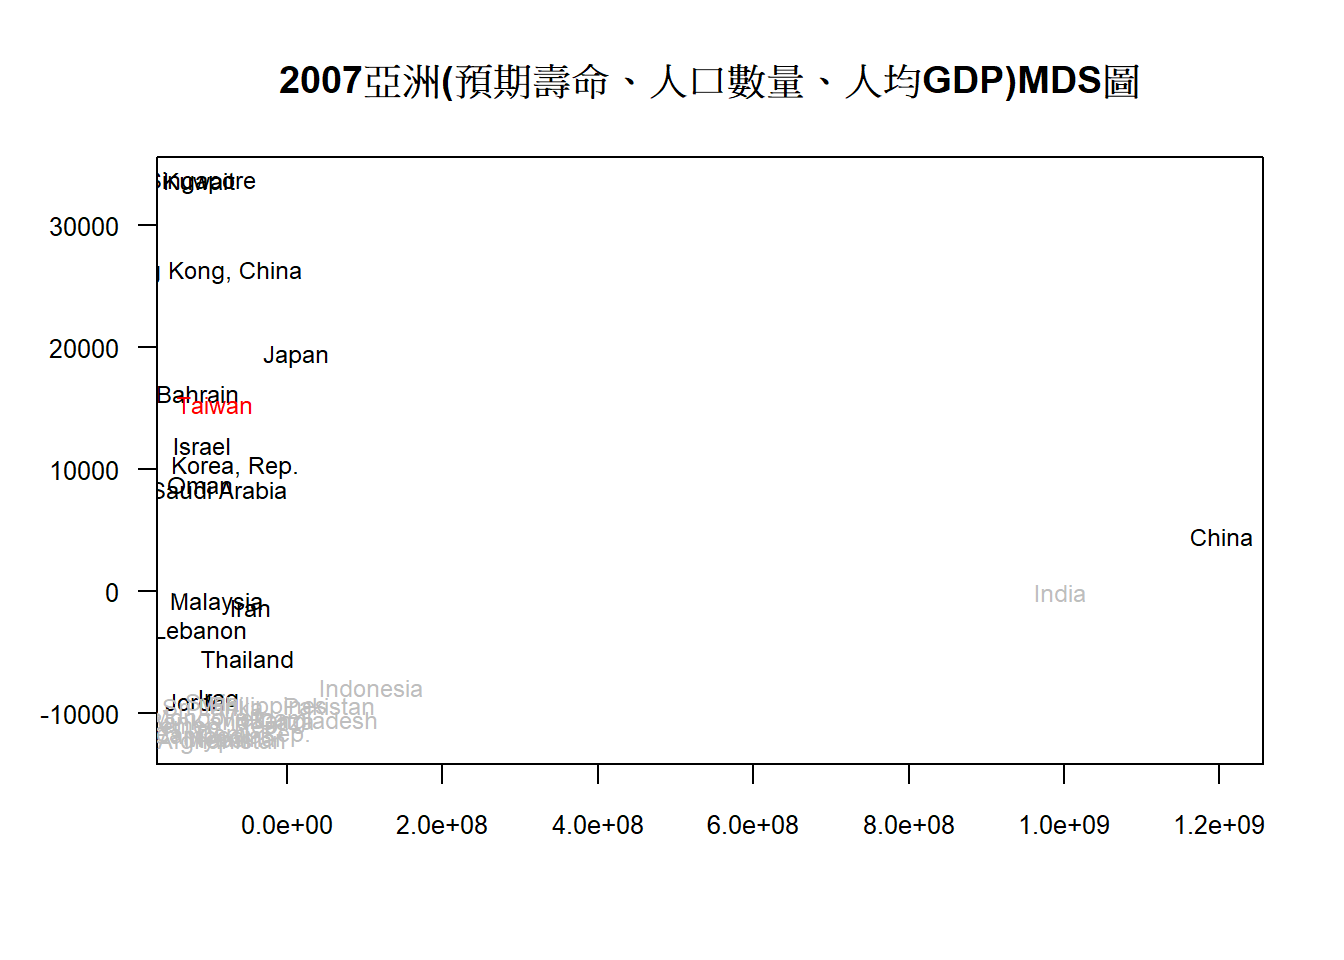 2007亞洲(預期壽命、人口數量、人均GDP)MDS圖
Singapore
Kuwait
30000
Kong, China
20000
Japan
Bahrain
Taiwan
Israel
10000
Korea, Rep.
Oman
Saudi Arabia
China
0
India
Malaysia
Iran
Lebanon
Thailand
Indonesia
Iraq
-10000
Philippines
Pakistan
Bangladesh
Rep.
Afghanistan
0.0e+00 2.0e+08 4.0e+08 6.0e+08 8.0e+08 1.0e+09 1.2e+09